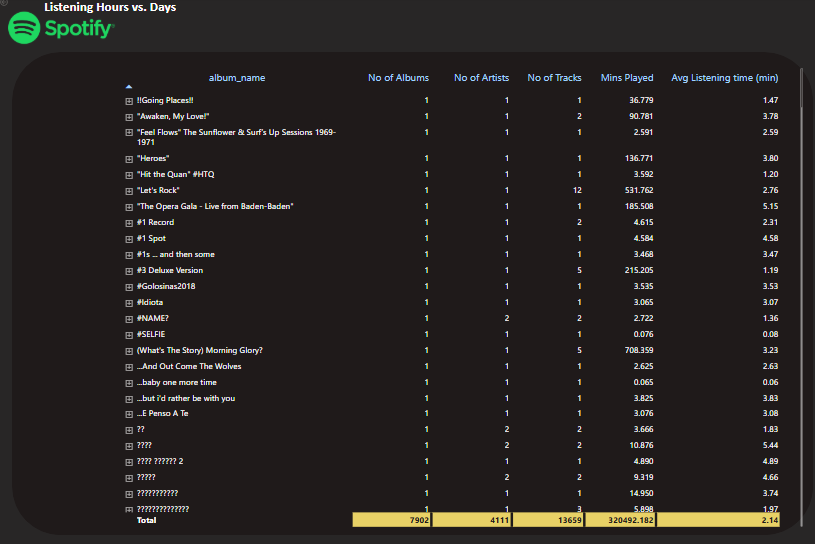 Listening Hours vs. Days
Spotify
album_name No of Albums No of Artists No of Tracks Mins Played Avg Listening time (min)
!!Going Places!! 1 1 1 36.779 1.47
"Awaken, My Love!" 1 1 2 90.781 3.78
"Feel Flows" The Sunflower & Surf's Up Sessions 1969- 1 1 1 2.591 2.59
1971
"Heroes" 1 1 1 136.771 3.80
"Hit the Quan" #HTQ 1 1 1 3.592 1.20
"Let's Rock" 1 1 12 531.762 2.76
"The Opera Gala - Live from Baden-Baden" 1 1 1 185.508 5.15
#1 Record 1 1 2 4.615 2.31
#1 Spot 1 1 1 4.584 4.58
#1s ... and then some 1 1 1 3.468 3.47
#3 Deluxe Version 1 1 5 215.205 1.19
#Golosinas2018 1 1 1 3.535 3.53
#Idiota 1 1 1 3.065 3.07
#NAME? 1 2 2 2.722 1.36
#SELFIE 1 1 1 0.076 0.08
(What's The Story) Morning Glory? 1 1 5 708.359 3.23
...And Out Come The Wolves 1 1 1 2.625 2.63
...baby one more time 1 1 1 0.065 0.06
...but i'd rather be with you 1 1 1 3.825 3.83
...E Penso A Te 1 1 1 3.076 3.08
?? 1 2 2 3.666 1.83
???? 1 2 2 10.876 5.44
???? ?????? 2 1 1 1 4.890 4.89
????? 1 2 2 9.319 4.66
??????????? 1 1 1 14.950 3.74
?????????????? 1 1 3 5.898 1.97
Total 7902 4111 13659 320492.182 2.14